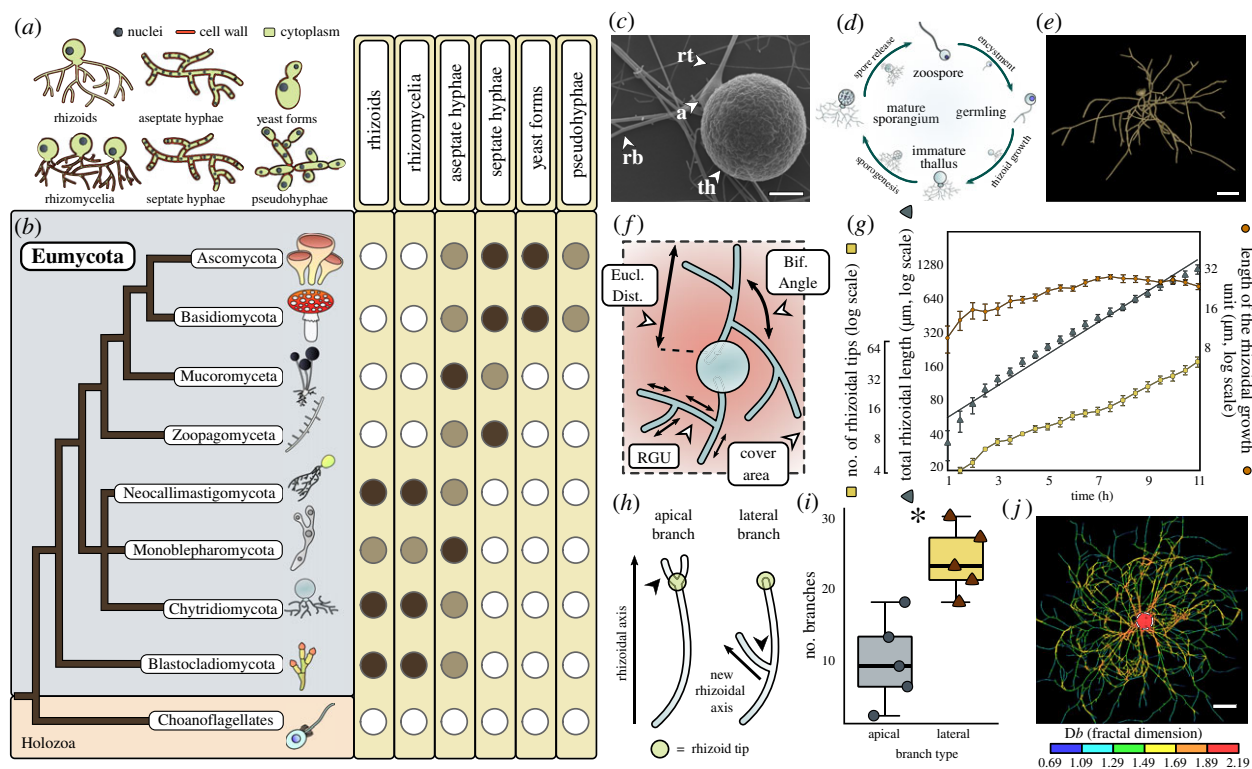 (a)
nuclei cell wall cytoplasm
rhizoids
aseptate hyphae
yeast forms
rhizomycelia
septate hyphae
pseudohyphae
rhizoids
rhizomycelia
aseptate hyphae
septate hyphae
yeast forms
pseudohyphae
(b)
Eumycota
Ascomycota
Basidiomycota
Mucoromyceta
Zoopagomyceta
Neocallimastigomycota
Monoblepharomycota
Chytridiomycota
Blastocladiomycota
Choanoflagellates
Holozoa
(c)
rt
a
rb
th
(d)
zoospore
encystment
germling
rhizoid growth
immature
thallus
sporogenesis
mature
sporangium
spore release
(e)
(f)
Eucl.
Dist.
Bif.
Angle
RGU
cover
area
(g)
no. of rhizoidal tips (log scale)
total rhizoidal length (µm, log scale)
64
32
16
8
4
1280
640
320
160
80
40
20
1 3 5 7 9 11
time (h)
32
16
8
length of the rhizoidal growth
unit (µm, log scale)
(h)
apical
branch
lateral
branch
rhizoidal axis
new
rhizoidal
axis
= rhizoid tip
(i)
*
no. branches
30
20
10
apical lateral
branch type
(j)
Db (fractal dimension)
0.69 1.09 1.29 1.49 1.69 1.89 2.19